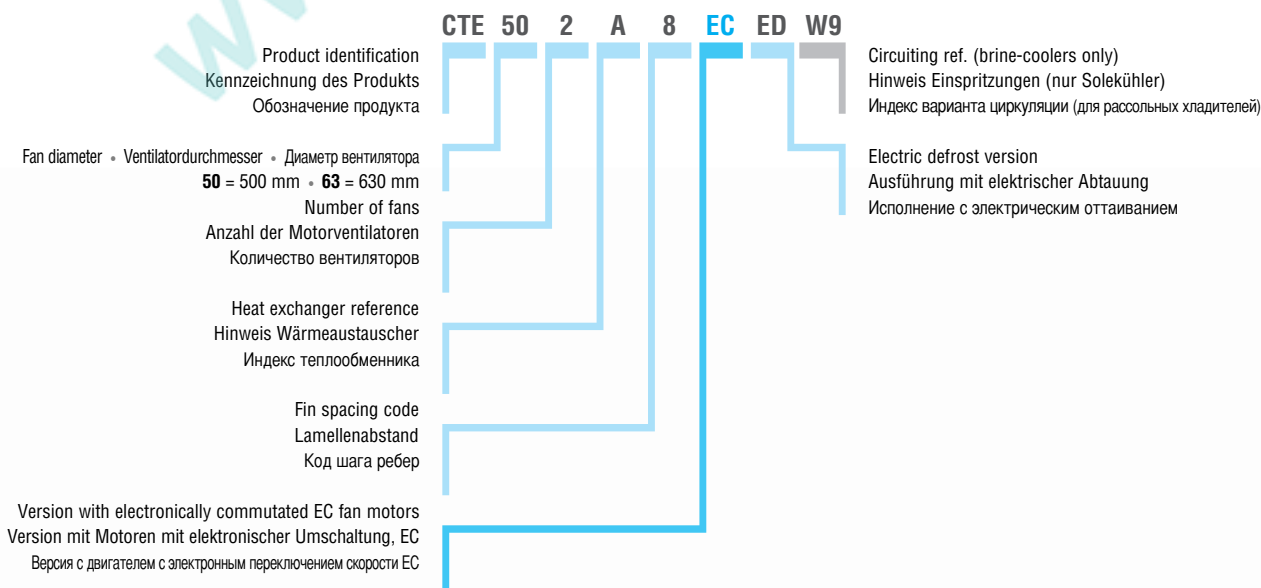 CTE 50 2 A 8 EC ED W9
Product identification
Kennzeichnung des Produkts
Обозначение продукта
Fan diameter • Ventilatordurchmesser • Диаметр вентилятора
50 = 500 mm • 63 = 630 mm
Number of fans
Anzahl der Motorventilatoren
Количество вентиляторов
Heat exchanger reference
Hinweis Wärmeaustauscher
Индекс теплообменника
Fin spacing code
Lamellenabstand
Код шага ребер
Version with electronically commutated EC fan motors
Version mit Motoren mit elektronischer Umschaltung, EC
Версия с двигателем с электронным переключением скорости EC
Circuiting ref. (brine-coolers only)
Hinweis Einspritzungen (nur Solekühler)
Индекс варианта циркуляции (для рассольных хладителей)
Electric defrost version
Ausführung mit elektrischer Abtauung
Исполнение с электрическим оттаиванием